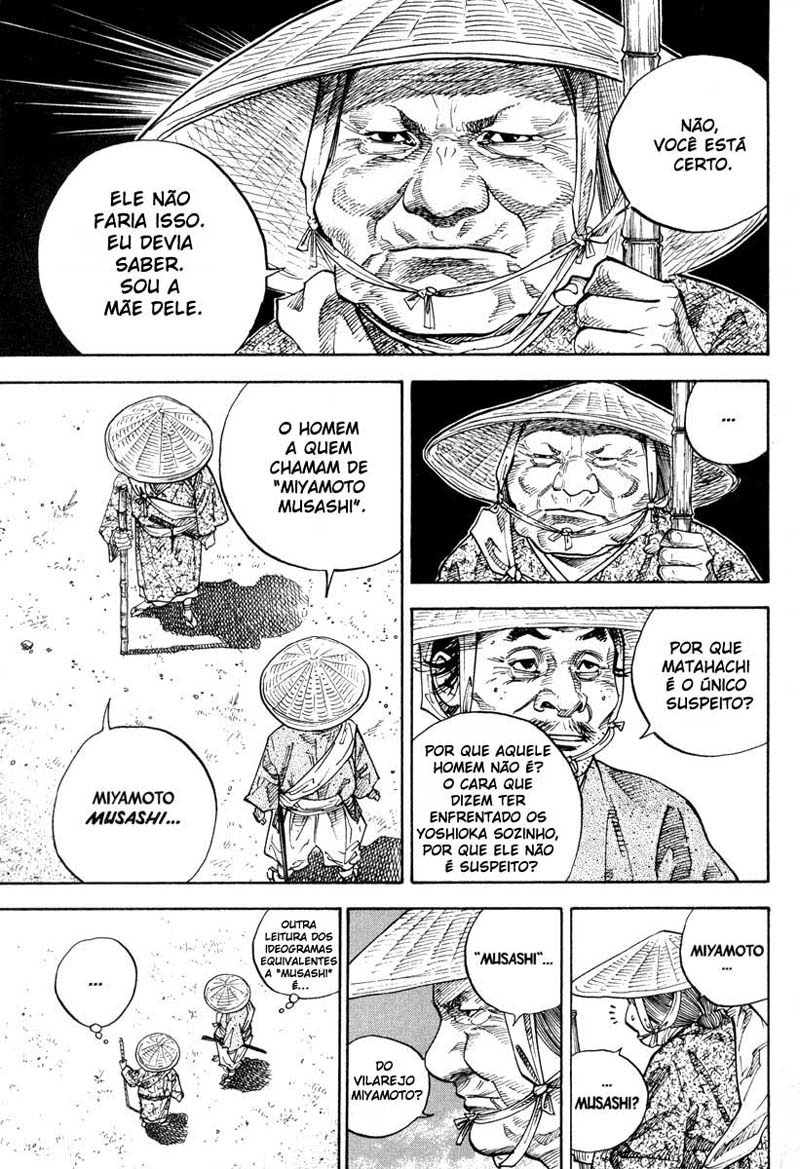 NÃO,
VOCÊ ESTÁ
CERTO.
ELE NÃO
FARIA ISSO.
EU DEVIA
SABER.
SOU A
MÃE DELE.
...
POR QUE
MATAHACHI
É O ÚNICO
SUSPEITO?
POR QUE AQUELE
HOMEM NÃO É?
O CARA QUE
DIZEM TER
ENFRENTADO OS
YOSHIOKA SOZINHO,
POR QUE ELE NÃO
É SUSPEITO?
O HOMEM
A QUEM
CHAMAM DE
"MIYAMOTO
MUSASHI".
MIYAMOTO
MUSASHI...
MIYAMOTO
...
...
MUSASHI?
"MUSASHI"...
DO
VILAREJO
MIYAMOTO?
OUTRA
LEITURA DOS
IDEOGRAMAS
EQUIVALENTES
A "MUSASHI"
É...
...